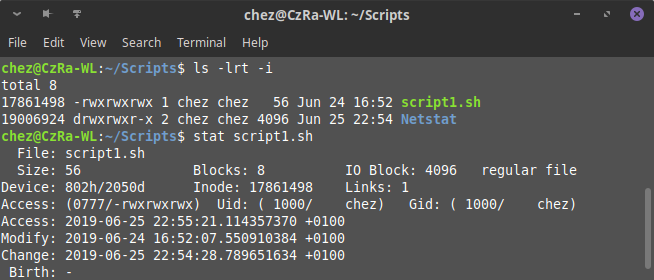 chez@CzRa-WL: ~/Scripts
File Edit View Search Terminal Help
chez@CzRa-WL:~/Scripts$ ls -lrt -i
total 8
17861498 -rwxrwxrwx 1 chez chez   56 Jun 24 16:52 script1.sh
19006924 drwxrwxr-x 2 chez chez 4096 Jun 25 22:54 Netstat
chez@CzRa-WL:~/Scripts$ stat script1.sh
  File: script1.sh
  Size: 56              Blocks: 8          IO Block: 4096   regular file
Device: 802h/2050d      Inode: 17861498    Links: 1
Access: (0777/-rwxrwxrwx)  Uid: ( 1000/    chez)   Gid: ( 1000/    chez)
Access: 2019-06-25 22:55:21.114357370 +0100
Modify: 2019-06-24 16:52:07.550910384 +0100
Change: 2019-06-25 22:54:28.789651634 +0100
 Birth: -